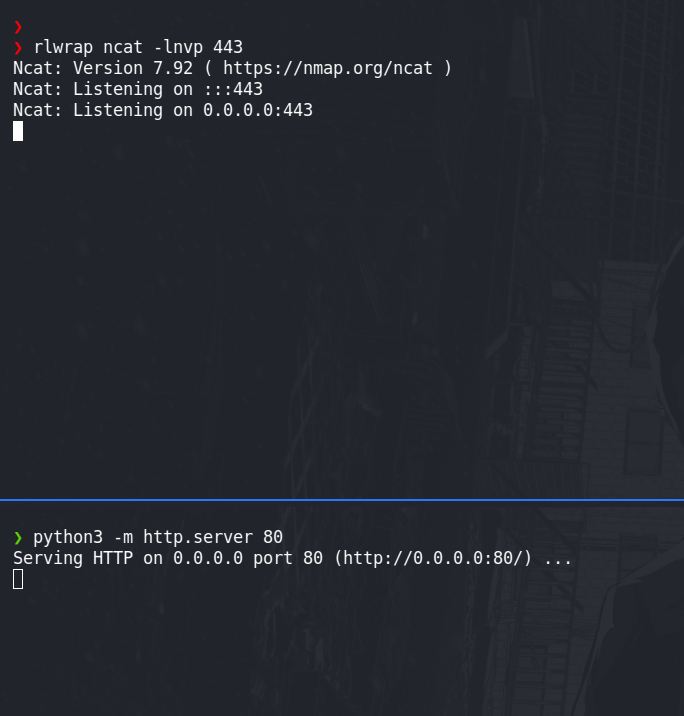 ❯
❯ rlwrap ncat -lnvp 443
Ncat: Version 7.92 ( https://nmap.org/ncat )
Ncat: Listening on :::443
Ncat: Listening on 0.0.0.0:443
❯ python3 -m http.server 80
Serving HTTP on 0.0.0.0 port 80 (http://0.0.0.0:80/) ...